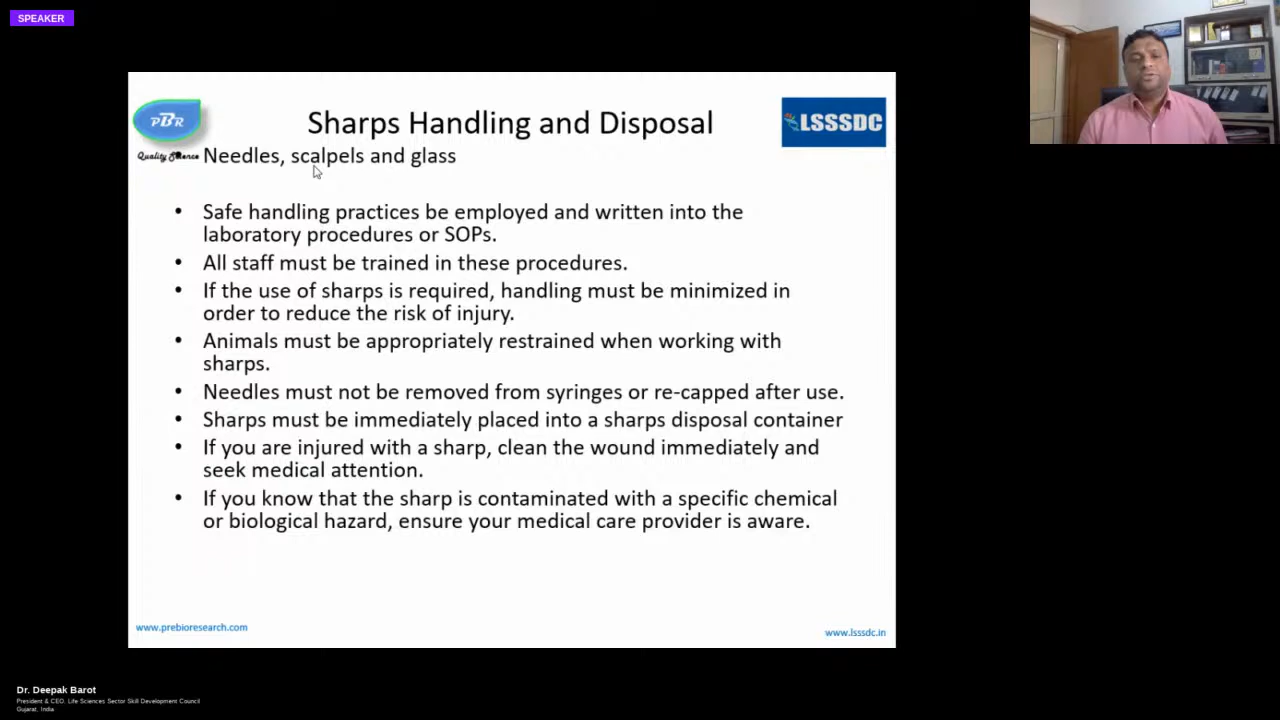 SPEAKER
PBR
Quality Science
Sharps Handling and Disposal
LSSSDC
Needles, scalpels and glass
• Safe handling practices be employed and written into the
laboratory procedures or SOPs.
• All staff must be trained in these procedures.
• If the use of sharps is required, handling must be minimized in
order to reduce the risk of injury.
• Animals must be appropriately restrained when working with
sharps.
• Needles must not be removed from syringes or re-capped after use.
• Sharps must be immediately placed into a sharps disposal container
• If you are injured with a sharp, clean the wound immediately and
seek medical attention.
• If you know that the sharp is contaminated with a specific chemical
or biological hazard, ensure your medical care provider is aware.
www.prebioresearch.com
www.lsssdc.in
Dr. Deepak Barot
President & CEO, Life Sciences Sector Skill Development Council
Gujarat, India